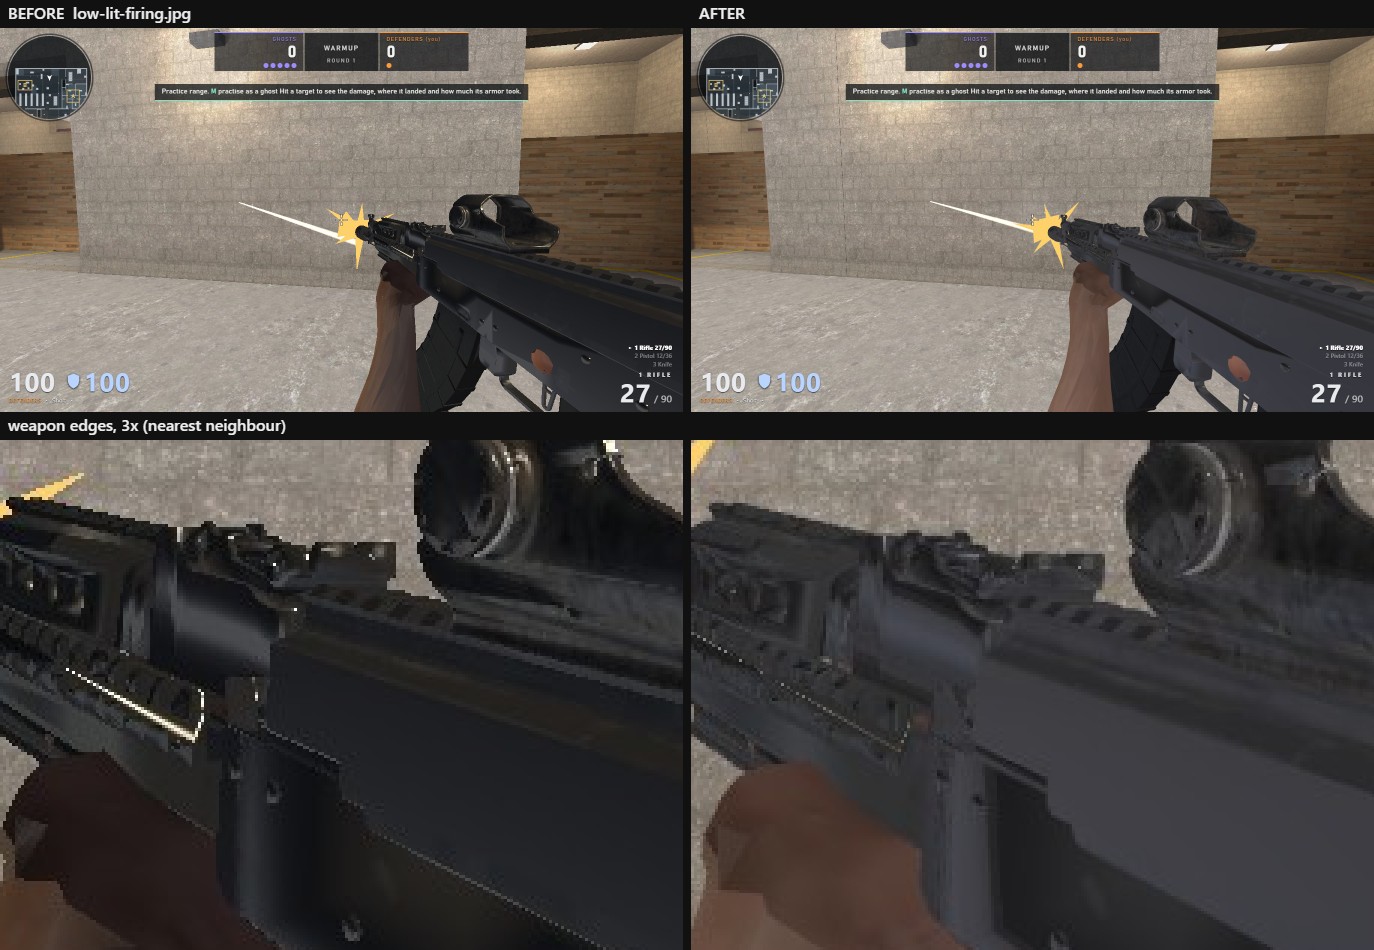 BEFORE low-lit-firing.jpg
AFTER
GHOSTS
0
WARMUP
ROUND 1
DEFENDERS (you)
0
Practice range. M practise as a ghost Hit a target to see the damage, where it landed and how much its armor took.
1 Rifle 27/90
2 Pistol 12/36
3 Knife
1 RIFLE
27 / 90
100 100
GHOSTS
0
WARMUP
ROUND 1
DEFENDERS (you)
0
Practice range. M practise as a ghost Hit a target to see the damage, where it landed and how much its armor took.
1 Rifle 27/90
2 Pistol 12/36
3 Knife
1 RIFLE
27 / 90
100 100
weapon edges, 3x (nearest neighbour)